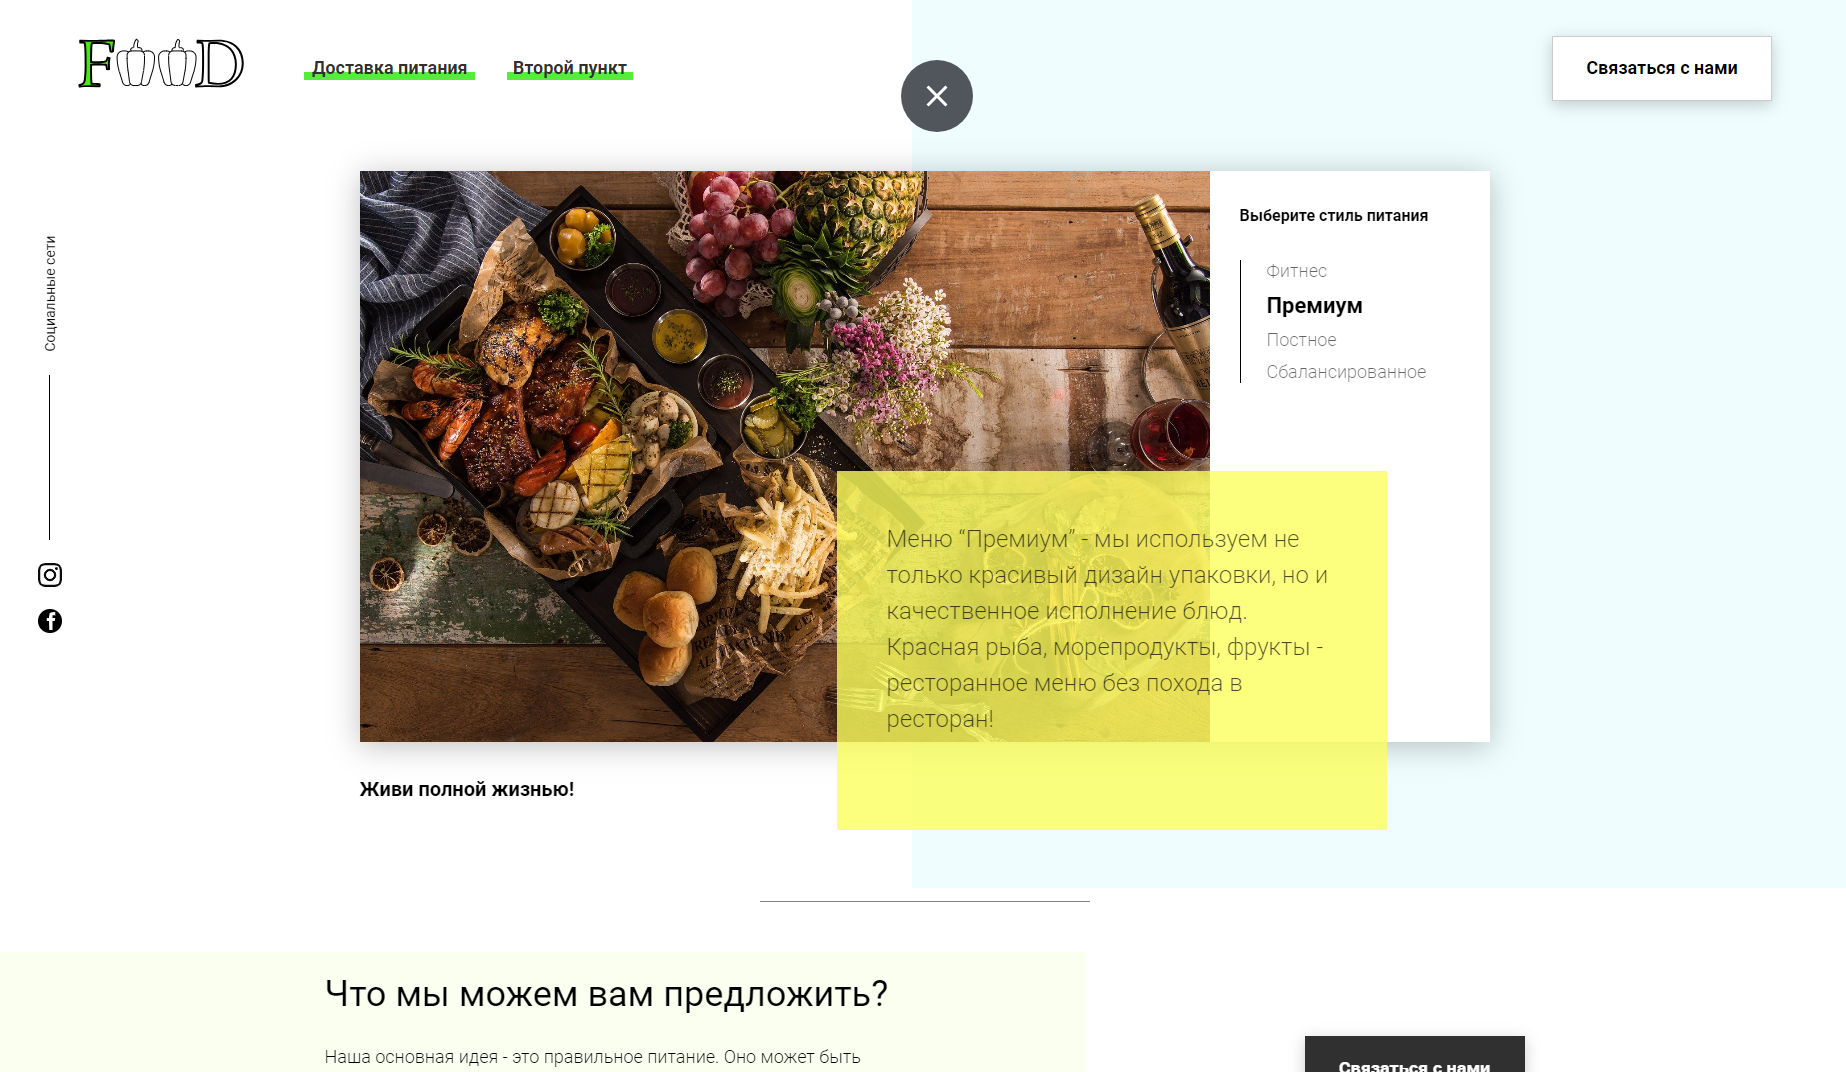 FOOD
Доставка питания
Второй пункт
Связаться с нами
Социальные сети
Выберите стиль питания
Фитнес
Премиум
Постное
Сбалансированное
Меню “Премиум” - мы используем не
только красивый дизайн упаковки, но и
качественное исполнение блюд.
Красная рыба, морепродукты, фрукты -
ресторанное меню без похода в
ресторан!
Живи полной жизнью!
Что мы можем вам предложить?
Наша основная идея - это правильное питание. Оно может быть
Связаться с нами